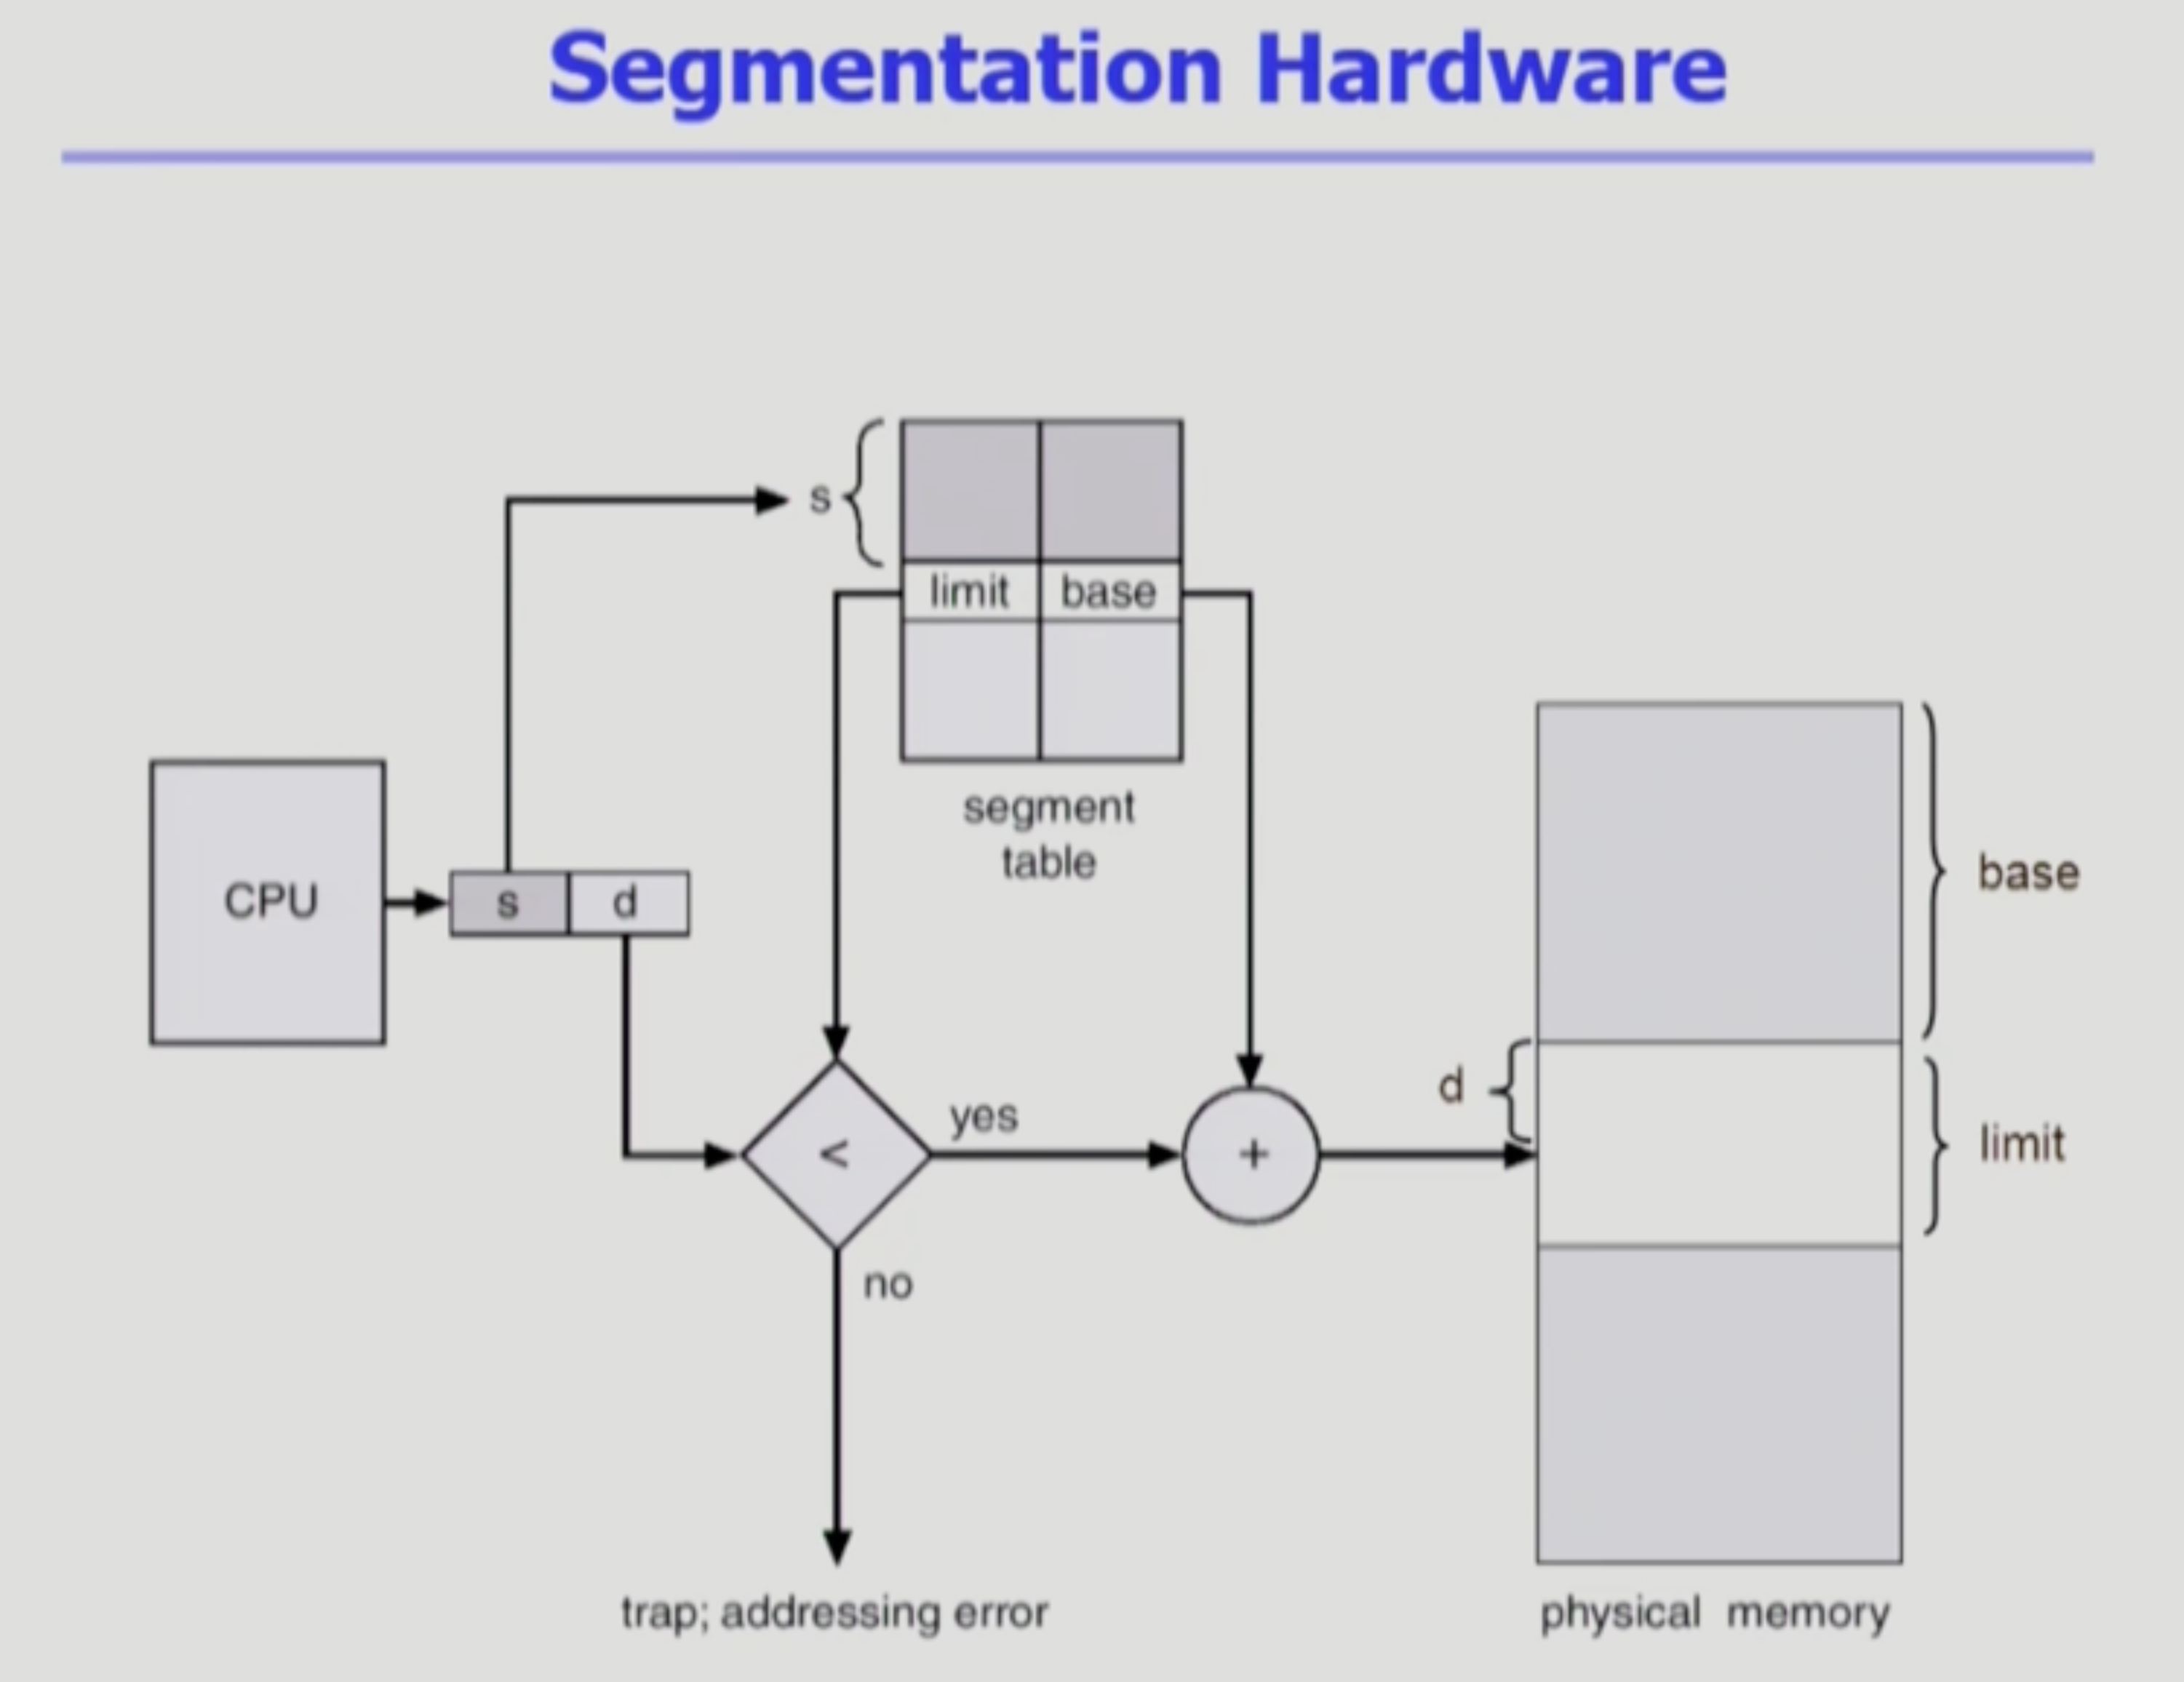 Segmentation Hardware
s
limit base
segment
table
CPU
s d
yes
<
+
no
d
base
limit
trap; addressing error
physical memory